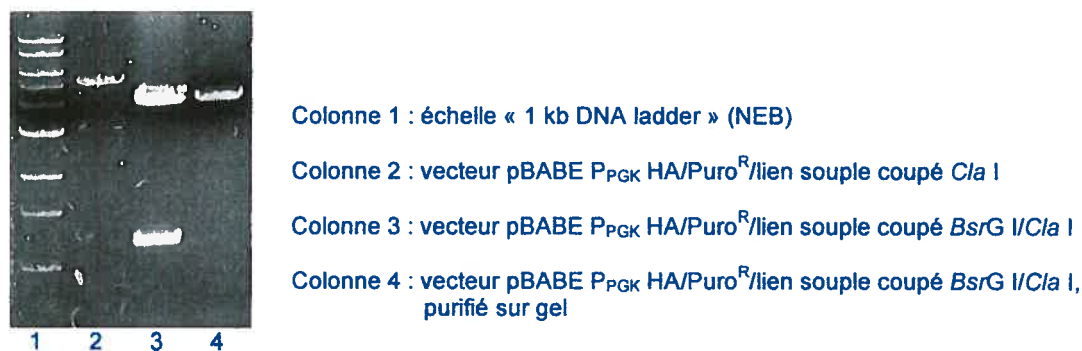 Colonne 1 : échelle « 1 kb DNA ladder » (NEB)
Colonne 2 : vecteur pBABE PPGK HA/PuroR/lien souple coupé Cla I
Colonne 3 : vecteur pBABE PPGK HA/PuroR/lien souple coupé BsrG I/Cla I
Colonne 4 : vecteur pBABE PPGK HA/PuroR/lien souple coupé BsrG I/Cla I,
purifié sur gel
1 2 3 4